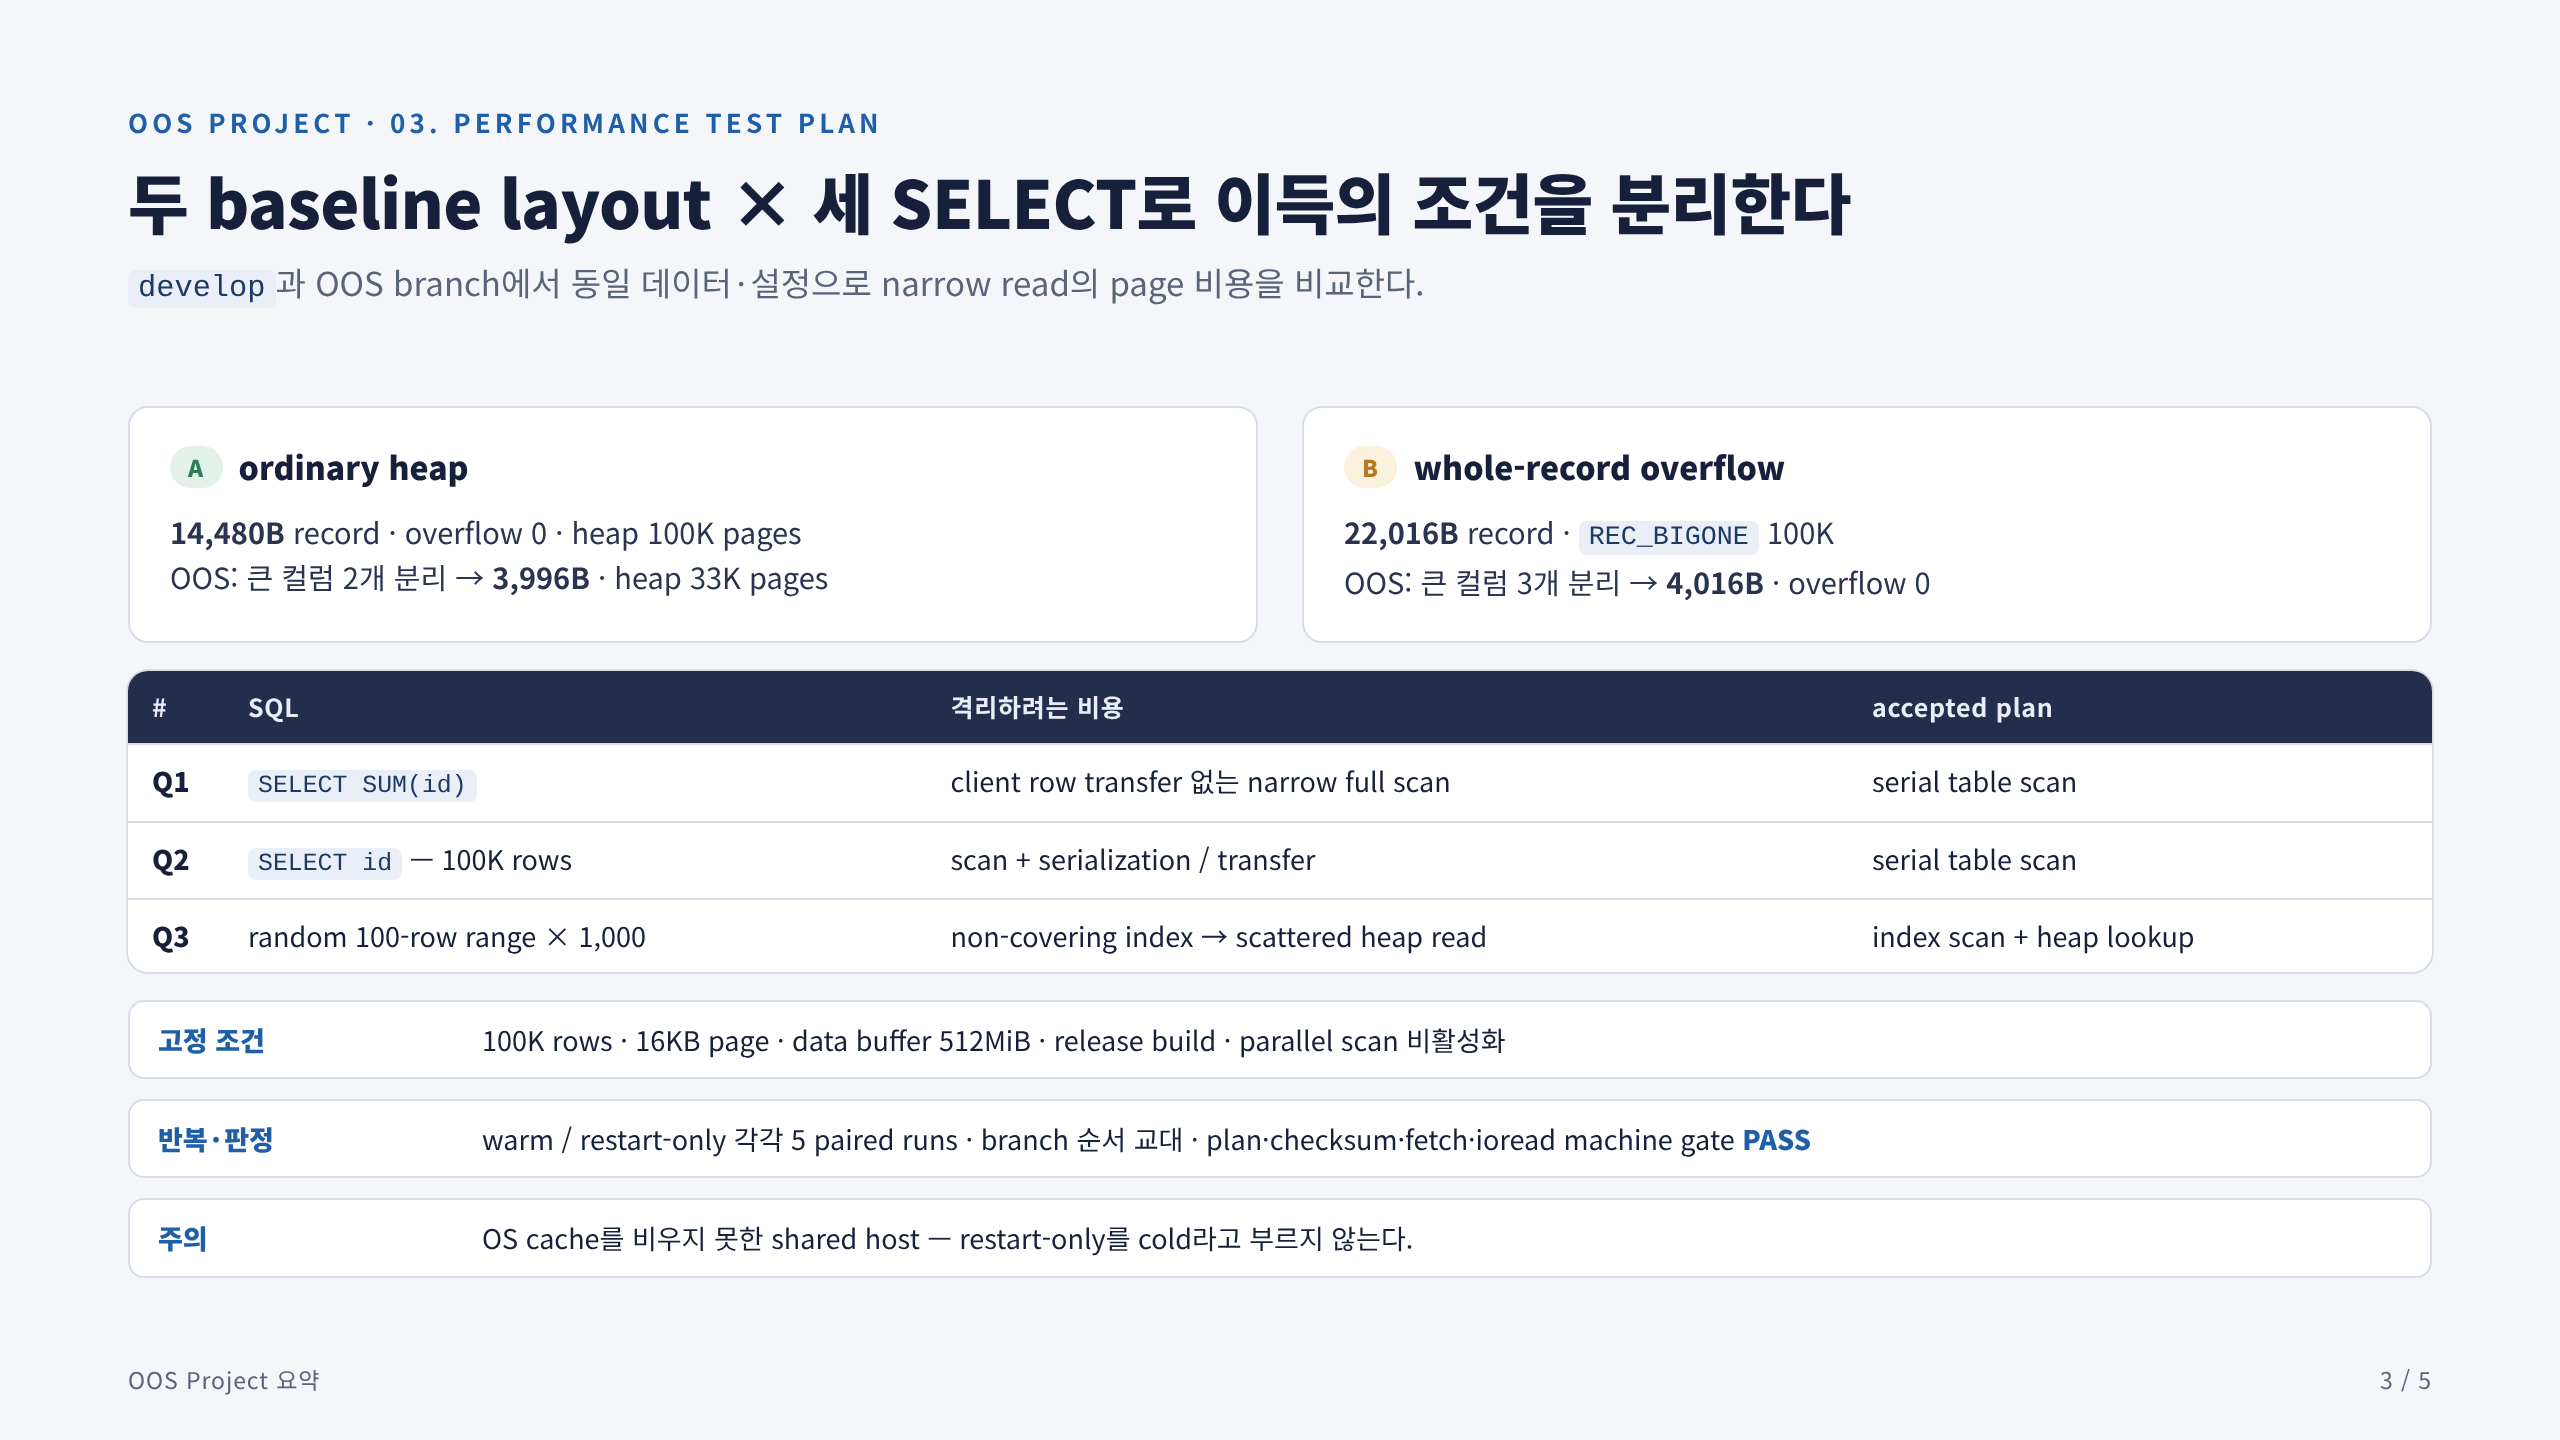 OOS PROJECT · 03. PERFORMANCE TEST PLAN
두 baseline layout × 세 SELECT로 이득의 조건을 분리한다
develop과 OOS branch에서 동일 데이터·설정으로 narrow read의 page 비용을 비교한다.
A ordinary heap
14,480B record · overflow 0 · heap 100K pages
OOS: 큰 컬럼 2개 분리 → 3,996B · heap 33K pages
B whole-record overflow
22,016B record · REC_BIGONE 100K
OOS: 큰 컬럼 3개 분리 → 4,016B · overflow 0
# SQL 격리하려는 비용 accepted plan
Q1 SELECT SUM(id) client row transfer 없는 narrow full scan serial table scan
Q2 SELECT id — 100K rows scan + serialization / transfer serial table scan
Q3 random 100-row range × 1,000 non-covering index → scattered heap read index scan + heap lookup
고정 조건 100K rows · 16KB page · data buffer 512MiB · release build · parallel scan 비활성화
반복·판정 warm / restart-only 각각 5 paired runs · branch 순서 교대 · plan·checksum·fetch·ioread machine gate PASS
주의 OS cache를 비우지 못한 shared host — restart-only를 cold라고 부르지 않는다.
OOS Project 요약
3 / 5